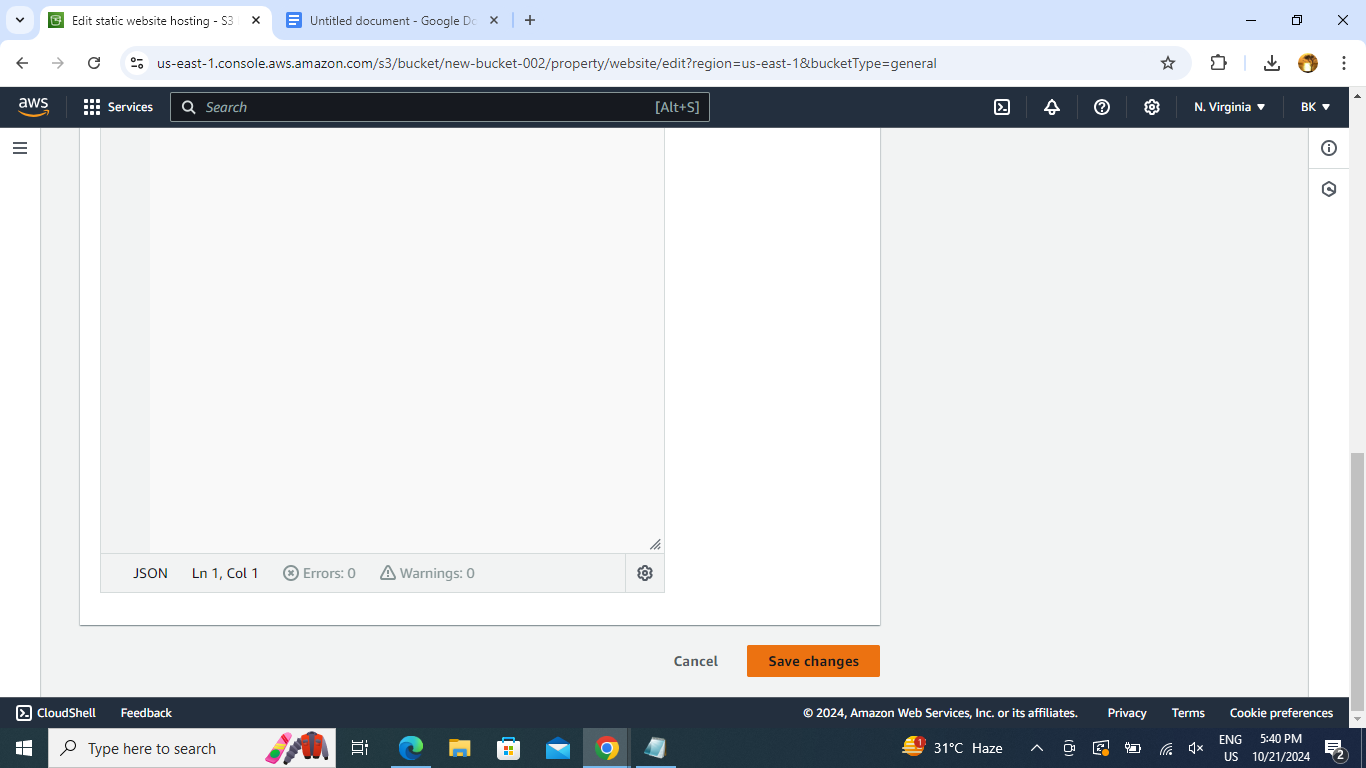 Edit static website hosting - S3
Untitled document - Google Do
us-east-1.console.aws.amazon.com/s3/bucket/new-bucket-002/property/website/edit?region=us-east-1&bucketType=general
aws
Services
Search
[Alt+S]
N. Virginia
BK
JSON
Ln 1, Col 1
Errors: 0
Warnings: 0
Cancel
Save changes
CloudShell
Feedback
© 2024, Amazon Web Services, Inc. or its affiliates.
Privacy
Terms
Cookie preferences
Type here to search
1
31°C Haze
ENG
US
5:40 PM
10/21/2024
2